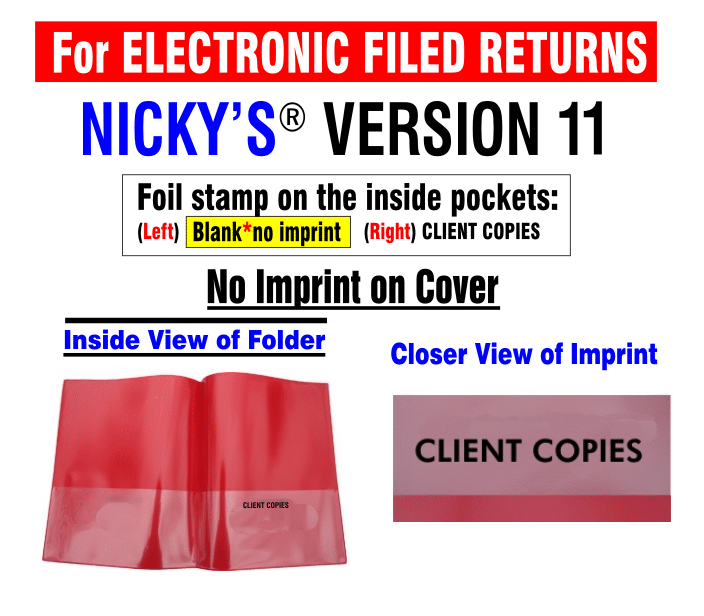 For ELECTRONIC FILED RETURNS
NICKY'S® VERSION 11
Foil stamp on the inside pockets:
(Left) Blank*no imprint (Right) CLIENT COPIES
No Imprint on Cover
Inside View of Folder
Closer View of Imprint
CLIENT COPIES
CLIENT COPIES